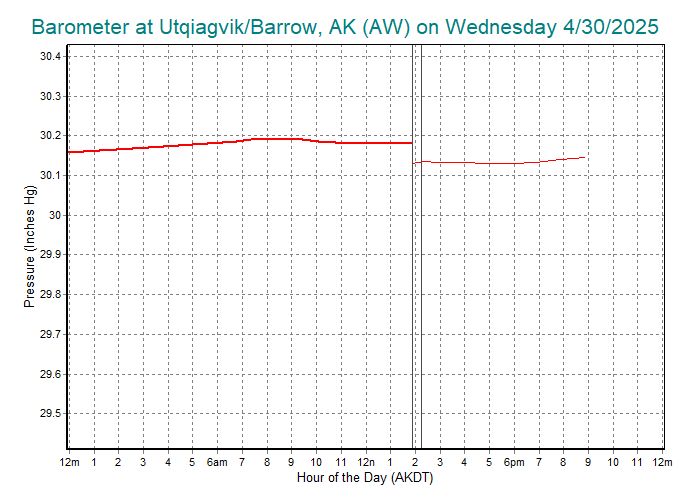 Barometer at Utqiagvik/Barrow, AK (AW) on Wednesday 4/30/2025
30.4
30.3
30.2
30.1
30
29.9
29.8
29.7
29.6
29.5
Pressure (Inches Hg)
12m 1 2 3 4 5 6am 7 8 9 10 11 12n 1 2 3 4 5 6pm 7 8 9 10 11 12m
Hour of the Day (AKDT)